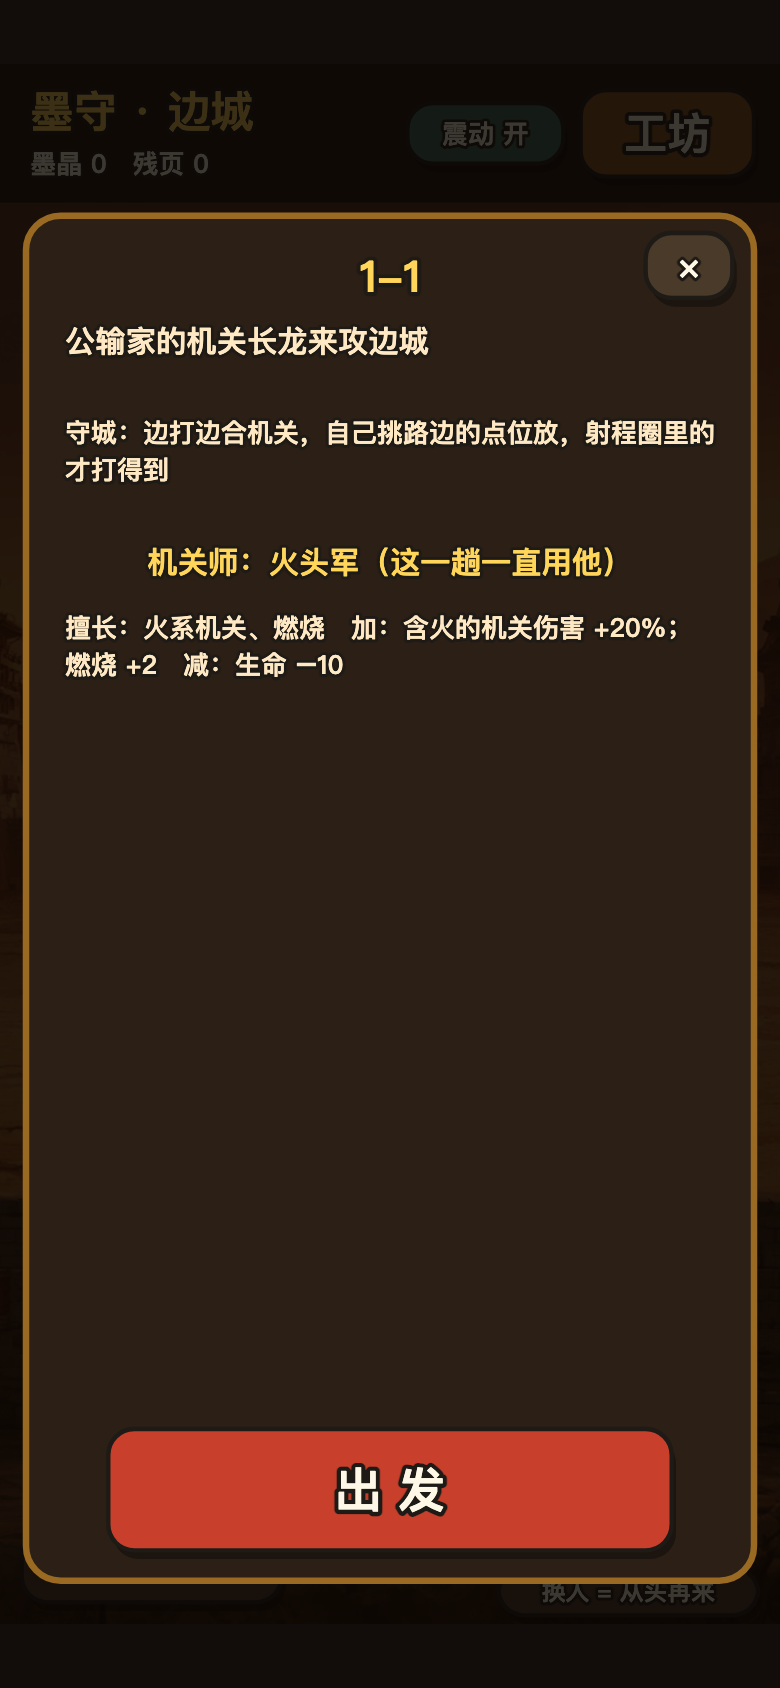 墨守 · 边城
墨晶 0 残页 0
震动 开
工坊
1–1
×
公输家的机关长龙来攻边城
守城：边打边合机关，自己挑路边的点位放，射程圈里的
才打得到
机关师：火头军（这一趟一直用他）
擅长：火系机关、燃烧 加：含火的机关伤害 +20%；
燃烧 +2 减：生命 −10
出 发
换人 = 从头再来